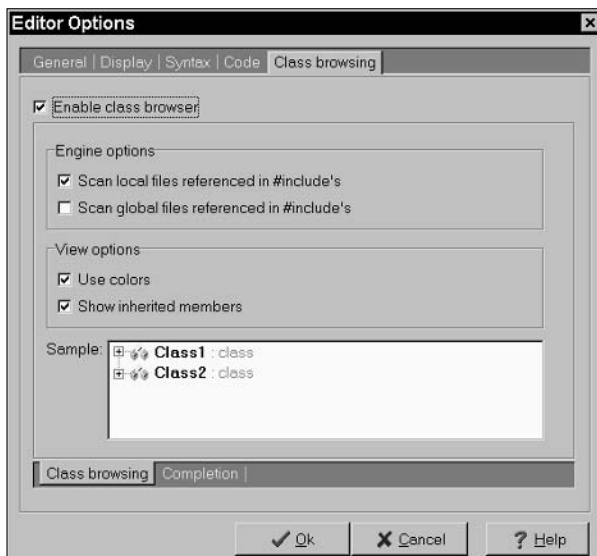 Editor Options
General | Display | Syntax | Code Class browsing
Enable class browser
Engine options
Scan local files referenced in #include's
Scan global files referenced in #include's
View options
Use colors
Show inherited members
Sample: Class1 : class
Class2 : class
Class browsing Completion |
Ok Cancel Help